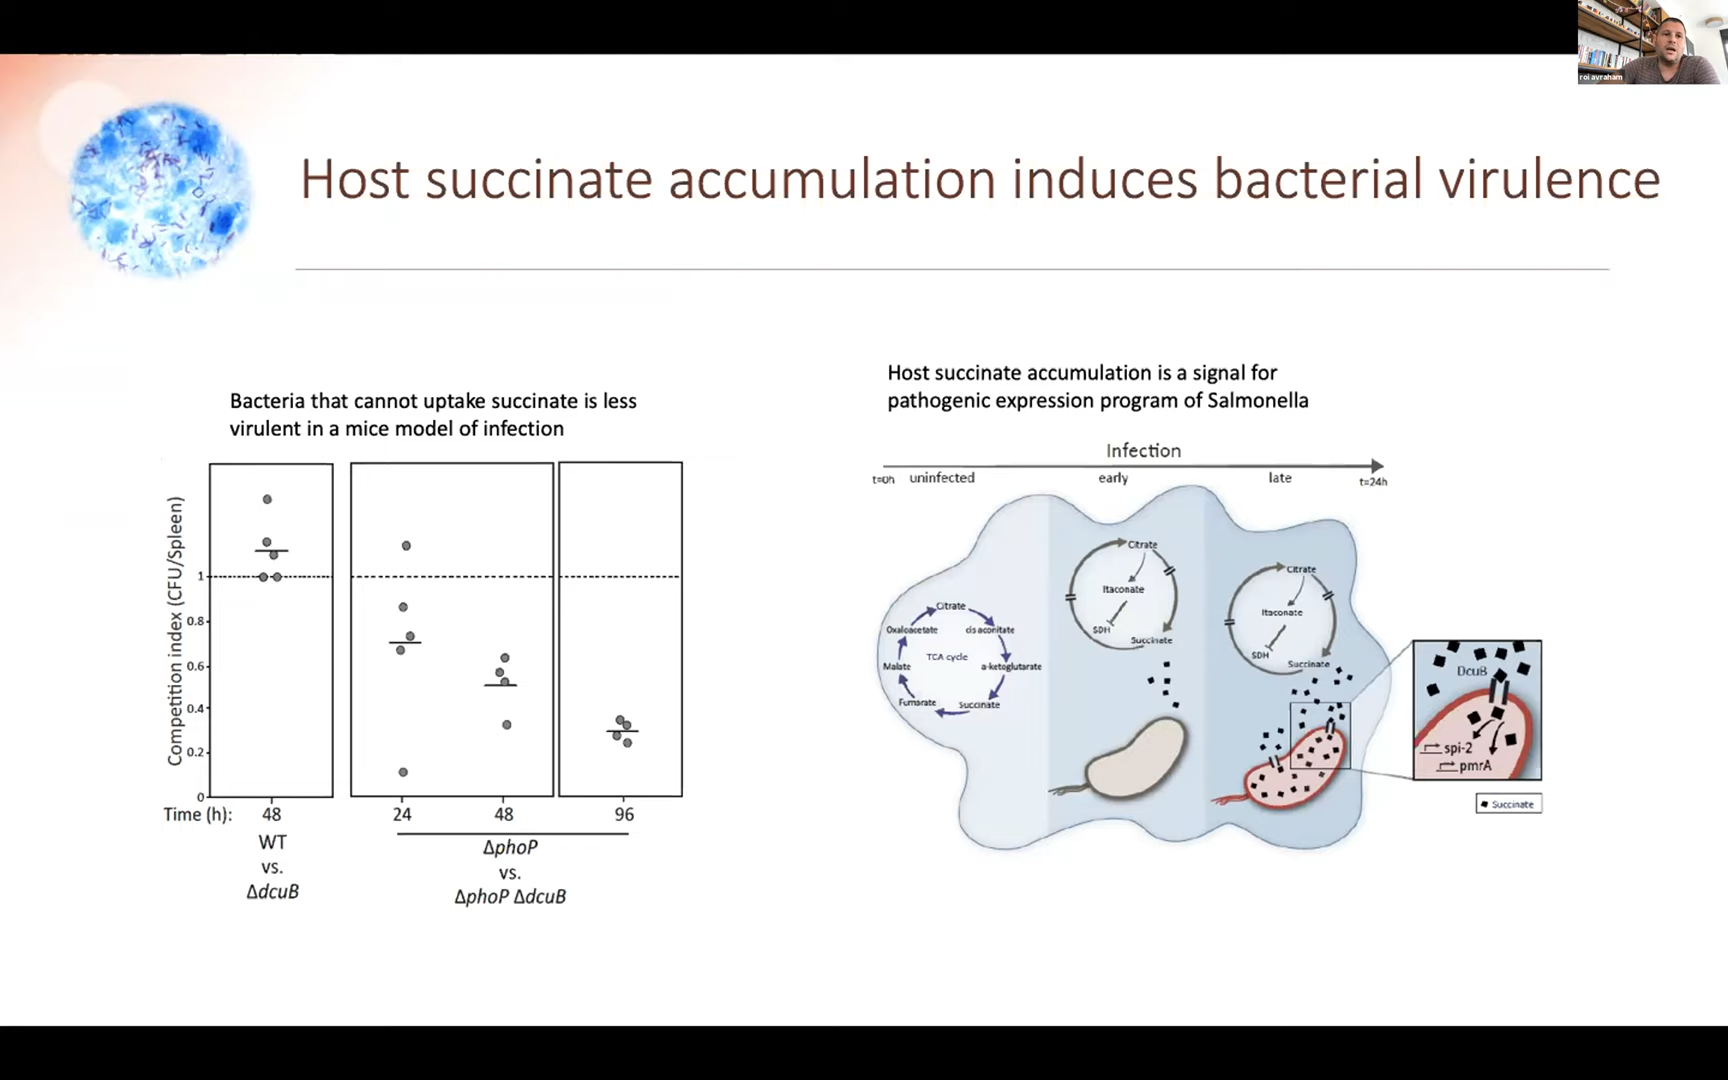 roi avraham
Host succinate accumulation induces bacterial virulence
Bacteria that cannot uptake succinate is less
virulent in a mice model of infection
Competition index (CFU/Spleen)
1
0.8
0.6
0.4
0.2
0
Time (h):
48
24
48
96
WT
vs.
ΔdcuB
ΔphoP
vs.
ΔphoP ΔdcuB
Host succinate accumulation is a signal for
pathogenic expression program of Salmonella
Infection
t=0h
uninfected
early
late
t=24h
Citrate
cis aconitate
a-ketoglutarate
Succinate
Fumarate
Malate
Oxaloacetate
TCA cycle
Citrate
Itaconate
SDH
Succinate
Citrate
Itaconate
SDH
Succinate
DcuB
spi-2
pmrA
Succinate